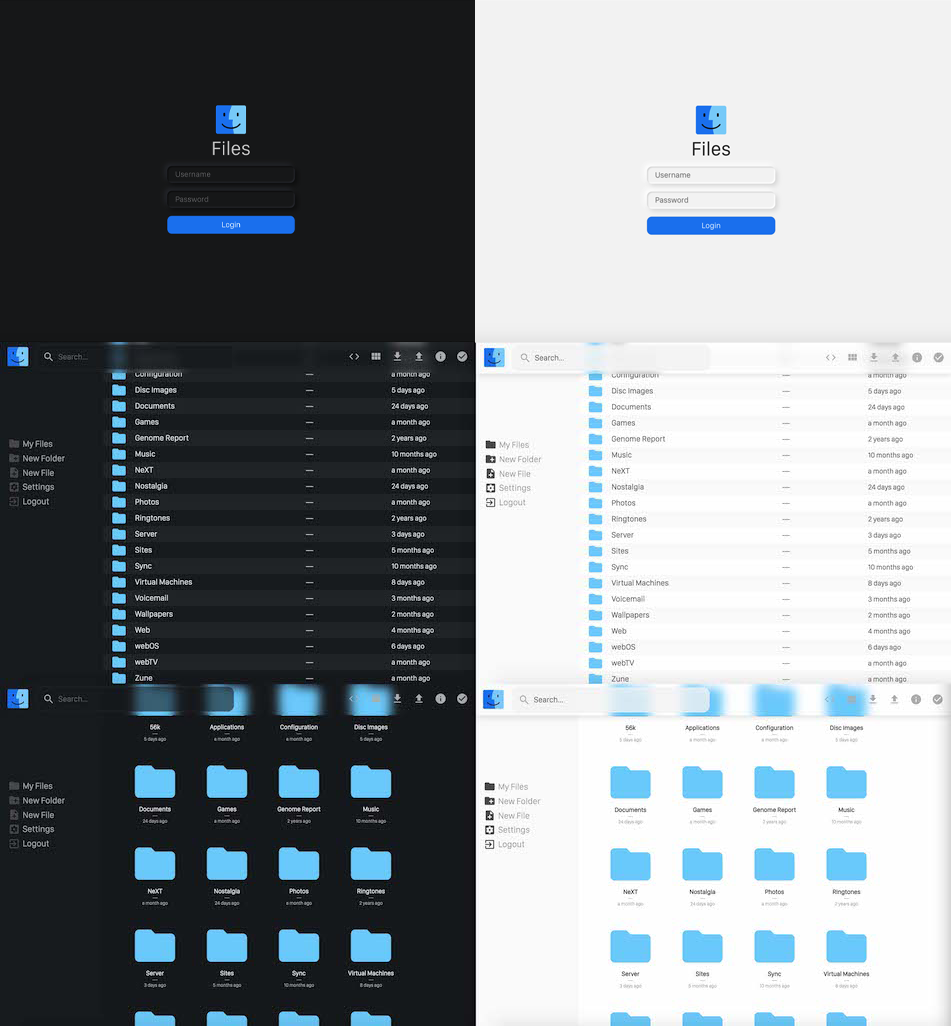 Files
Username
Password
Login
Files
Username
Password
Login
Search...
Configuration a month ago
Disc Images — 5 days ago
Documents — 24 days ago
Games — a month ago
Genome Report — 2 years ago
Music — 10 months ago
NeXT — a month ago
Nostalgia — 24 days ago
Photos — a month ago
Ringtones — 2 years ago
Server — 3 days ago
Sites — 5 months ago
Sync — 10 months ago
Virtual Machines — 8 days ago
Voicemail — 3 months ago
Wallpapers — 2 months ago
Web — 4 months ago
webOS — 6 days ago
webTV — a month ago
Zune — 2 years ago
My Files
New Folder
New File
Settings
Logout
Search...
Configuration a month ago
Disc Images — 5 days ago
Documents — 24 days ago
Games — a month ago
Genome Report — 2 years ago
Music — 10 months ago
NeXT — a month ago
Nostalgia — 24 days ago
Photos — a month ago
Ringtones — 2 years ago
Server — 3 days ago
Sites — 5 months ago
Sync — 10 months ago
Virtual Machines — 8 days ago
Voicemail — 3 months ago
Wallpapers — 2 months ago
Web — 4 months ago
webOS — 6 days ago
webTV — a month ago
Zune — 2 years ago
My Files
New Folder
New File
Settings
Logout
Search...
56k Applications Configuration Disc Images
5 days ago a month ago a month ago 5 days ago
Documents Games Genome Report Music
24 days ago a month ago 2 years ago 10 months ago
NeXT Nostalgia Photos Ringtones
a month ago 24 days ago a month ago 2 years ago
Server Sites Sync Virtual Machines
3 days ago 5 months ago 10 months ago 8 days ago
My Files
New Folder
New File
Settings
Logout
Search...
56k Applications Configuration Disc Images
5 days ago a month ago a month ago 5 days ago
Documents Games Genome Report Music
24 days ago a month ago 2 years ago 10 months ago
NeXT Nostalgia Photos Ringtones
a month ago 24 days ago a month ago 2 years ago
Server Sites Sync Virtual Machines
3 days ago 5 months ago 10 months ago 8 days ago
My Files
New Folder
New File
Settings
Logout